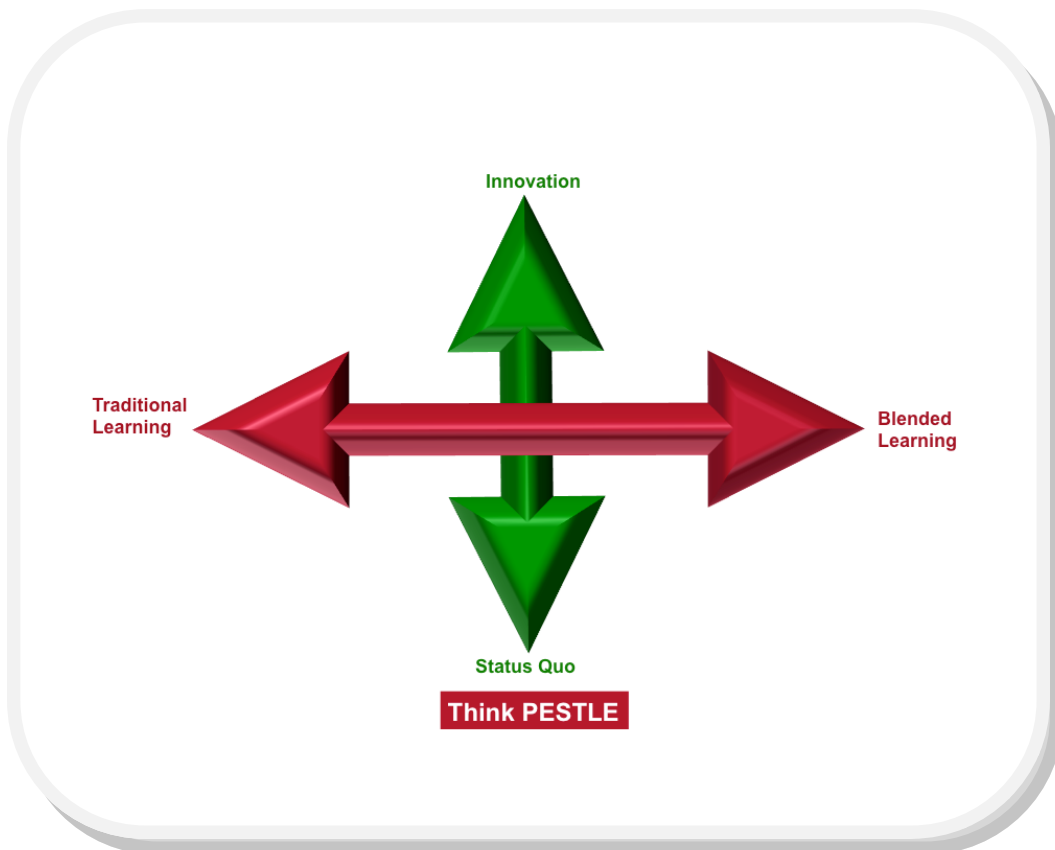 Innovation
Traditional
Learning
Blended
Learning
Status Quo
Think PESTLE